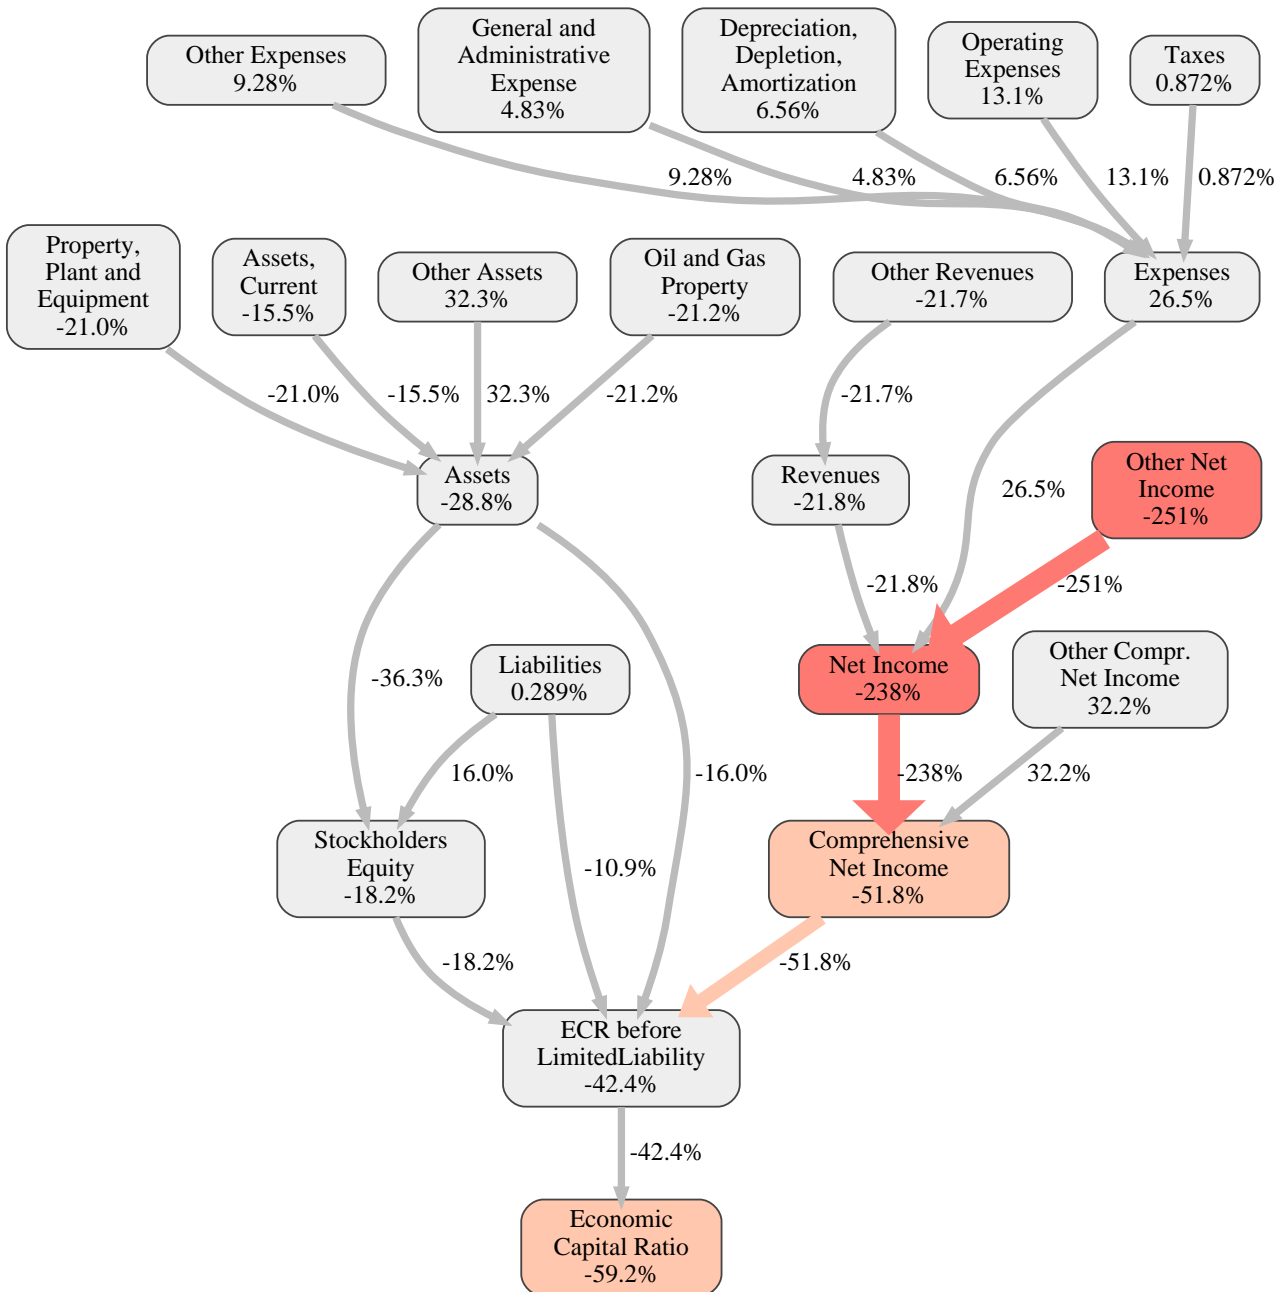 Other Expenses
9.28%
General and
Administrative
Expense
4.83%
Depreciation,
Depletion,
Amortization
6.56%
Operating
Expenses
13.1%
Taxes
0.872%
9.28%
4.83%
6.56%
13.1%
0.872%
Property,
Plant and
Equipment
-21.0%
Assets,
Current
-15.5%
Other Assets
32.3%
Oil and Gas
Property
-21.2%
Other Revenues
-21.7%
Expenses
26.5%
-21.0%
-15.5%
32.3%
-21.2%
-21.7%
Assets
-28.8%
Revenues
-21.8%
26.5%
Other Net
Income
-251%
-21.8%
-251%
-36.3%
Liabilities
0.289%
Net Income
-238%
Other Compr.
Net Income
32.2%
16.0%
-16.0%
-238%
32.2%
Stockholders
Equity
-18.2%
-10.9%
Comprehensive
Net Income
-51.8%
-18.2%
-51.8%
ECR before
LimitedLiability
-42.4%
-42.4%
Economic
Capital Ratio
-59.2%